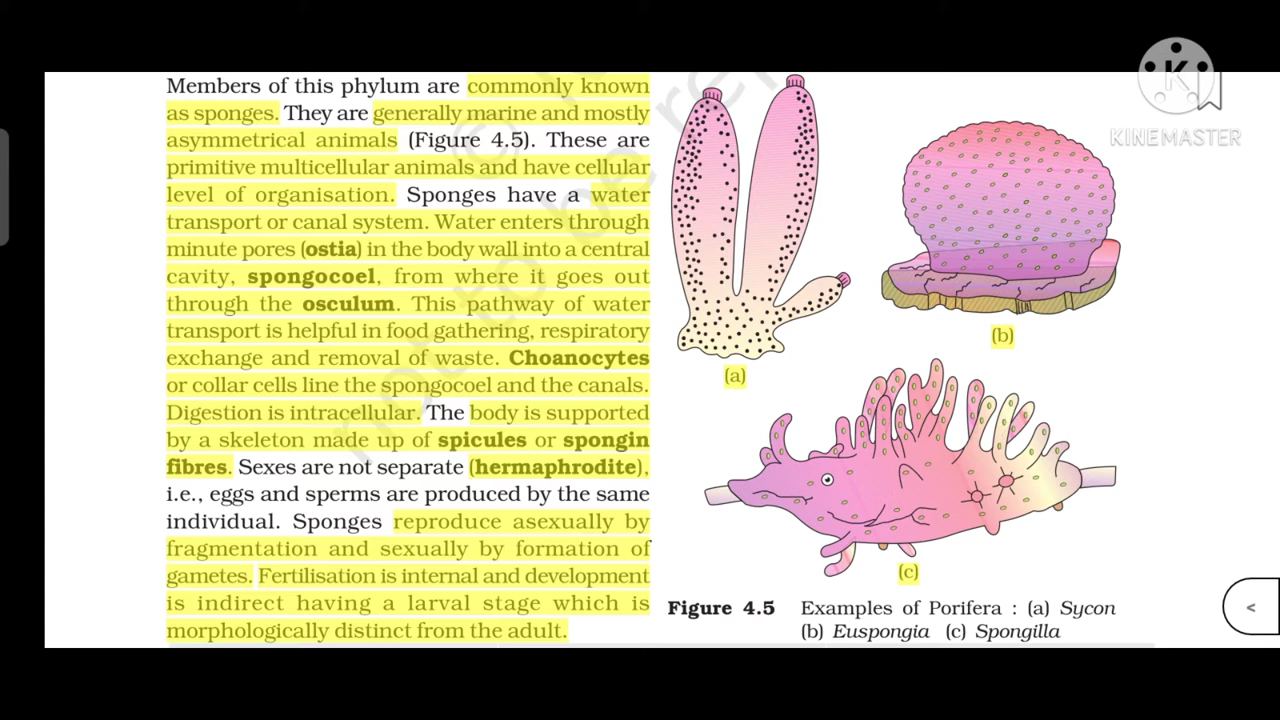 Members of this phylum are commonly known
as sponges. They are generally marine and mostly
asymmetrical animals (Figure 4.5). These are
primitive multicellular animals and have cellular
level of organisation. Sponges have a water
transport or canal system. Water enters through
minute pores (ostia) in the body wall into a central
cavity, spongocoel, from where it goes out
through the osculum. This pathway of water
transport is helpful in food gathering, respiratory
exchange and removal of waste. Choanocytes
or collar cells line the spongocoel and the canals.
Digestion is intracellular. The body is supported
by a skeleton made up of spicules or spongin
fibres. Sexes are not separate (hermaphrodite),
i.e., eggs and sperms are produced by the same
individual. Sponges reproduce asexually by
fragmentation and sexually by formation of
gametes. Fertilisation is internal and development
is indirect having a larval stage which is
morphologically distinct from the adult.
K
KINEMASTER
(a)
(b)
(c)
<
Figure 4.5 Examples of Porifera : (a) Sycon
(b) Euspongia (c) Spongilla